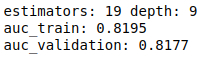 estimators: 19 depth: 9
auc_train: 0.8195
auc_validation: 0.8177